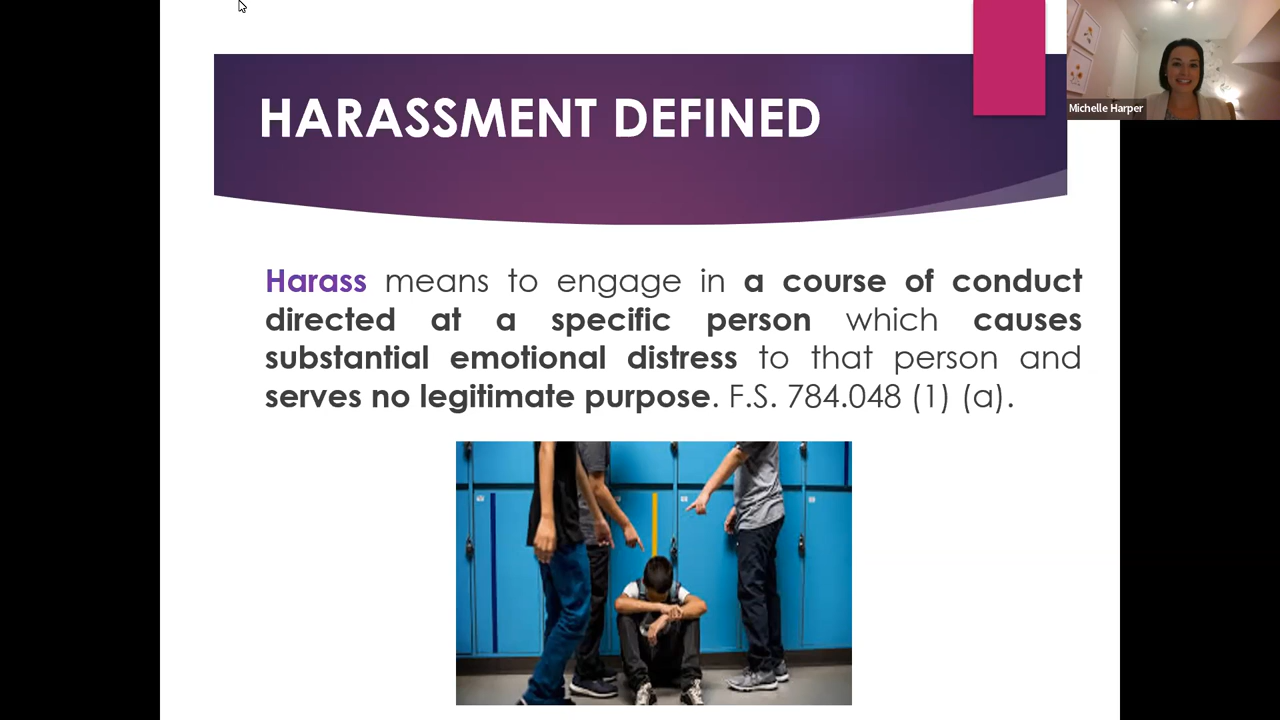 HARASSMENT DEFINED
Michelle Harper
Harass means to engage in a course of conduct
directed at a specific person which causes
substantial emotional distress to that person and
serves no legitimate purpose. F.S. 784.048 (1) (a).